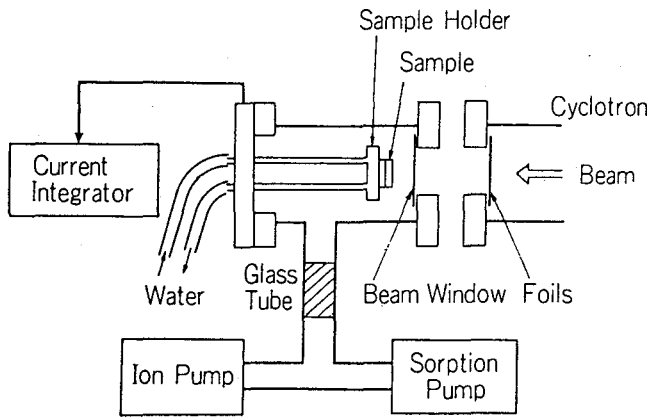 Sample Holder
Sample
Cyclotron
Current
Integrator
Beam
Water
Glass
Tube
Beam Window
Foils
Ion Pump
Sorption
Pump